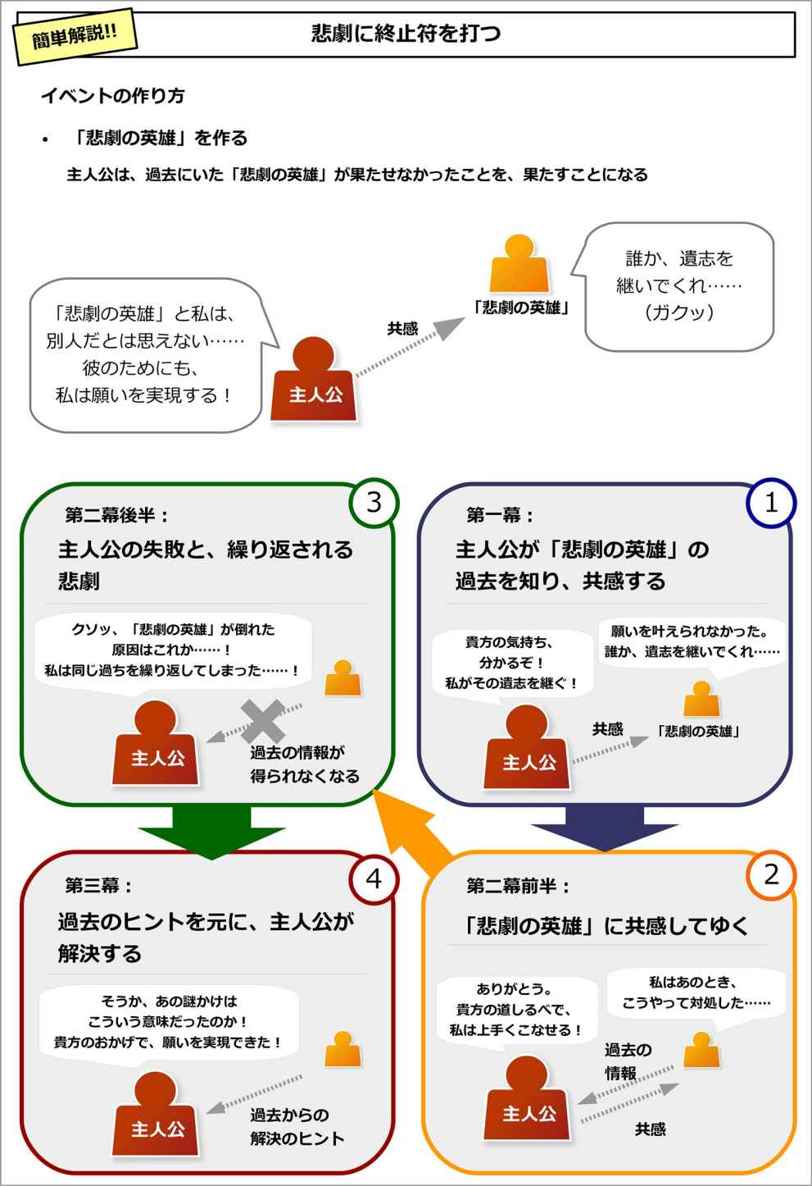 簡単解説!!
悲劇に終止符を打つ
イベントの作り方
• 「悲劇の英雄」を作る
主人公は、過去にいた「悲劇の英雄」が果たせなかったことを、果たすことになる
誰か、遺志を
継いでくれ……
（ガクッ）
「悲劇の英雄」
「悲劇の英雄」と私は、
別人だとは思えない……
彼のためにも、
私は願いを実現する！
共感
主人公
1
第一幕：
主人公が「悲劇の英雄」の
過去を知り、共感する
願いを叶えられなかった。
誰か、遺志を継いでくれ……
貴方の気持ち、
分かるぞ！
私がその遺志を継ぐ！
共感
「悲劇の英雄」
主人公
2
第二幕前半：
「悲劇の英雄」に共感してゆく
私はあのとき、
こうやって対処した……
ありがとう。
貴方の道しるべで、
私は上手くこなせる！
過去の
情報
主人公
共感
3
第二幕後半：
主人公の失敗と、繰り返される
悲劇
クソッ、「悲劇の英雄」が倒れた
原因はこれか……！
私は同じ過ちを繰り返してしまった……！
主人公
過去の情報が
得られなくなる
4
第三幕：
過去のヒントを元に、主人公が
解決する
そうか、あの謎かけは
こういう意味だったのか！
貴方のおかげで、願いを実現できた！
主人公
過去からの
解決のヒント